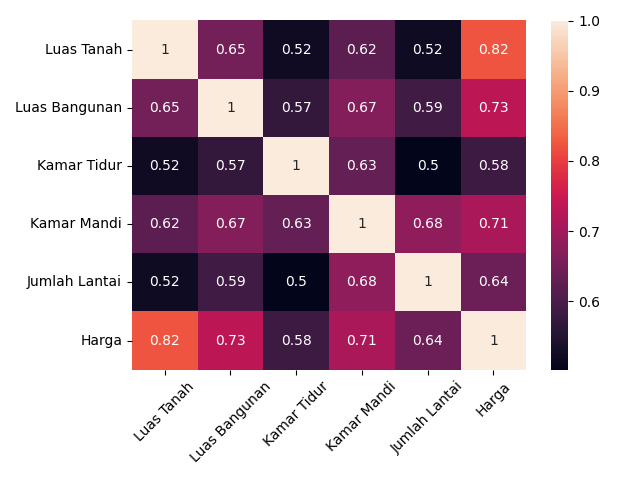 Luas Tanah 1 0.65 0.52 0.62 0.52 0.82
Luas Bangunan 0.65 1 0.57 0.67 0.59 0.73
Kamar Tidur 0.52 0.57 1 0.63 0.5 0.58
Kamar Mandi 0.62 0.67 0.63 1 0.68 0.71
Jumlah Lantai 0.52 0.59 0.5 0.68 1 0.64
Harga 0.82 0.73 0.58 0.71 0.64 1
Luas Tanah Luas Bangunan Kamar Tidur Kamar Mandi Jumlah Lantai Harga
1.0
0.9
0.8
0.7
0.6